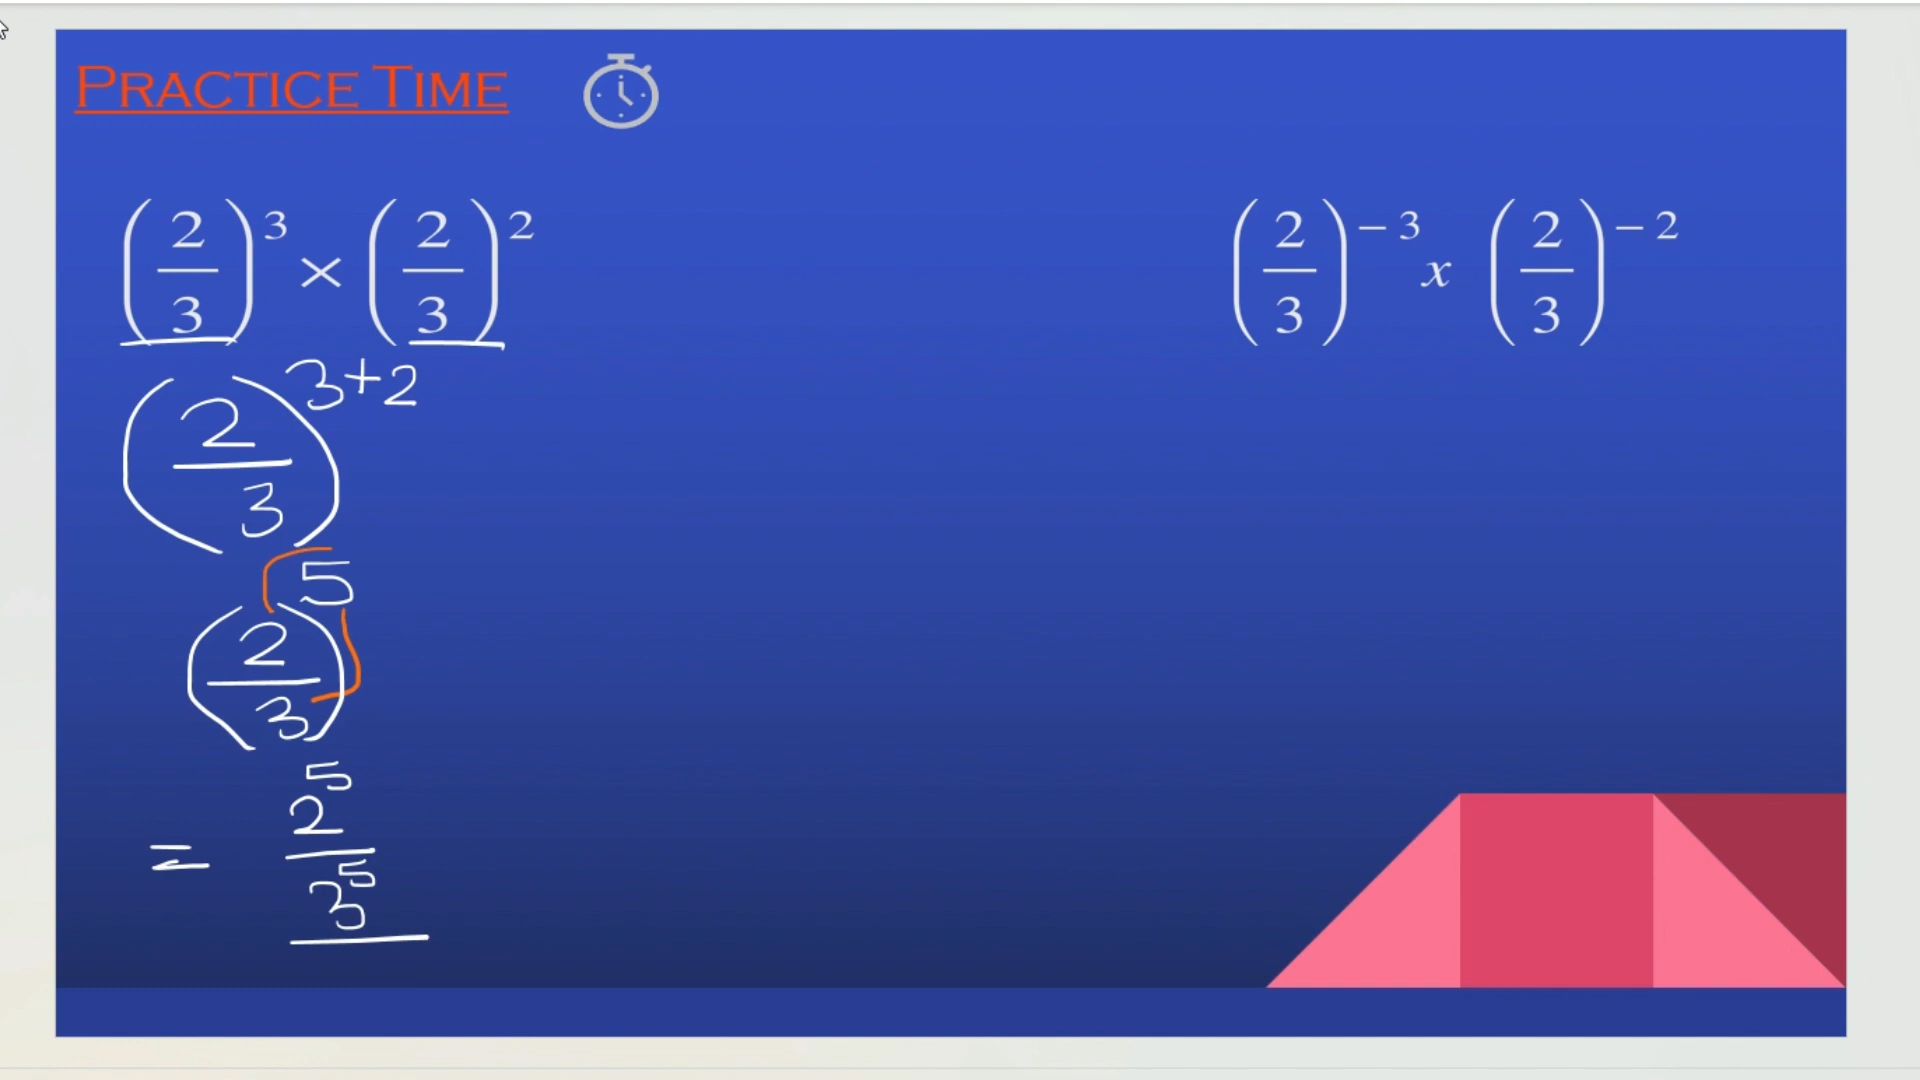 PRACTICE TIME
(2/3)^3 × (2/3)^2
(2/3)^3+2
(2/3)^5
= 2^5/3^5
(2/3)^-3 x (2/3)^-2